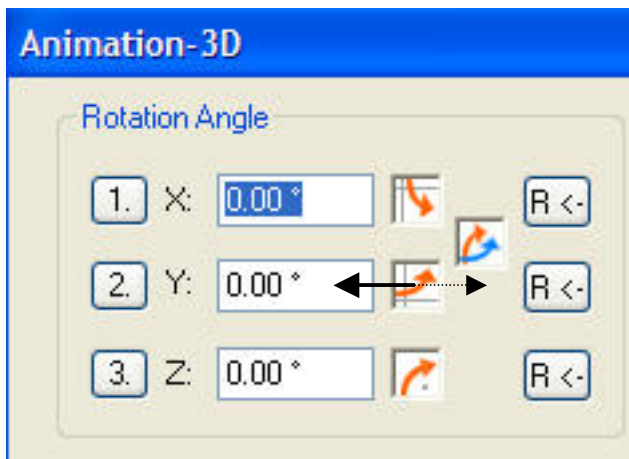 Animation-3D
Rotation Angle
1. X: 0.00 ° R <-
2. Y: 0.00 ° R <-
3. Z: 0.00 ° R <-